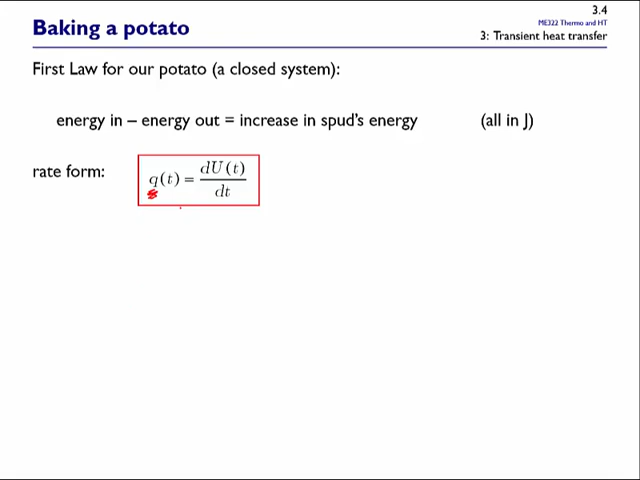 3.4
Baking a potato
ME322 Thermo and HT
3: Transient heat transfer
First Law for our potato (a closed system):
energy in – energy out = increase in spud's energy (all in J)
rate form: q(t) = dU(t)/dt